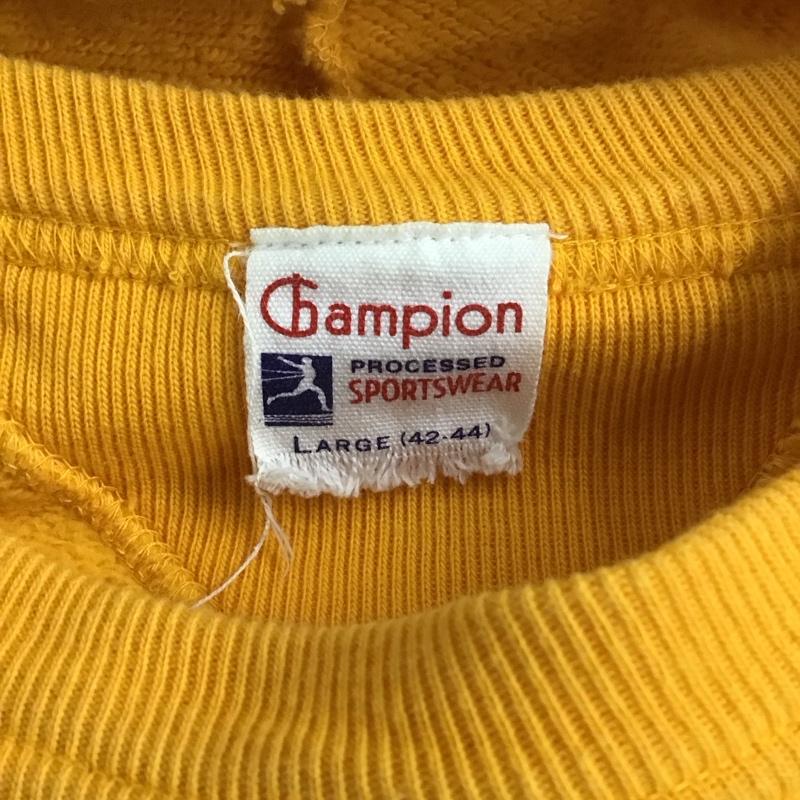 Champion
PROCESSED
SPORTSWEAR
LARGE (42-44)